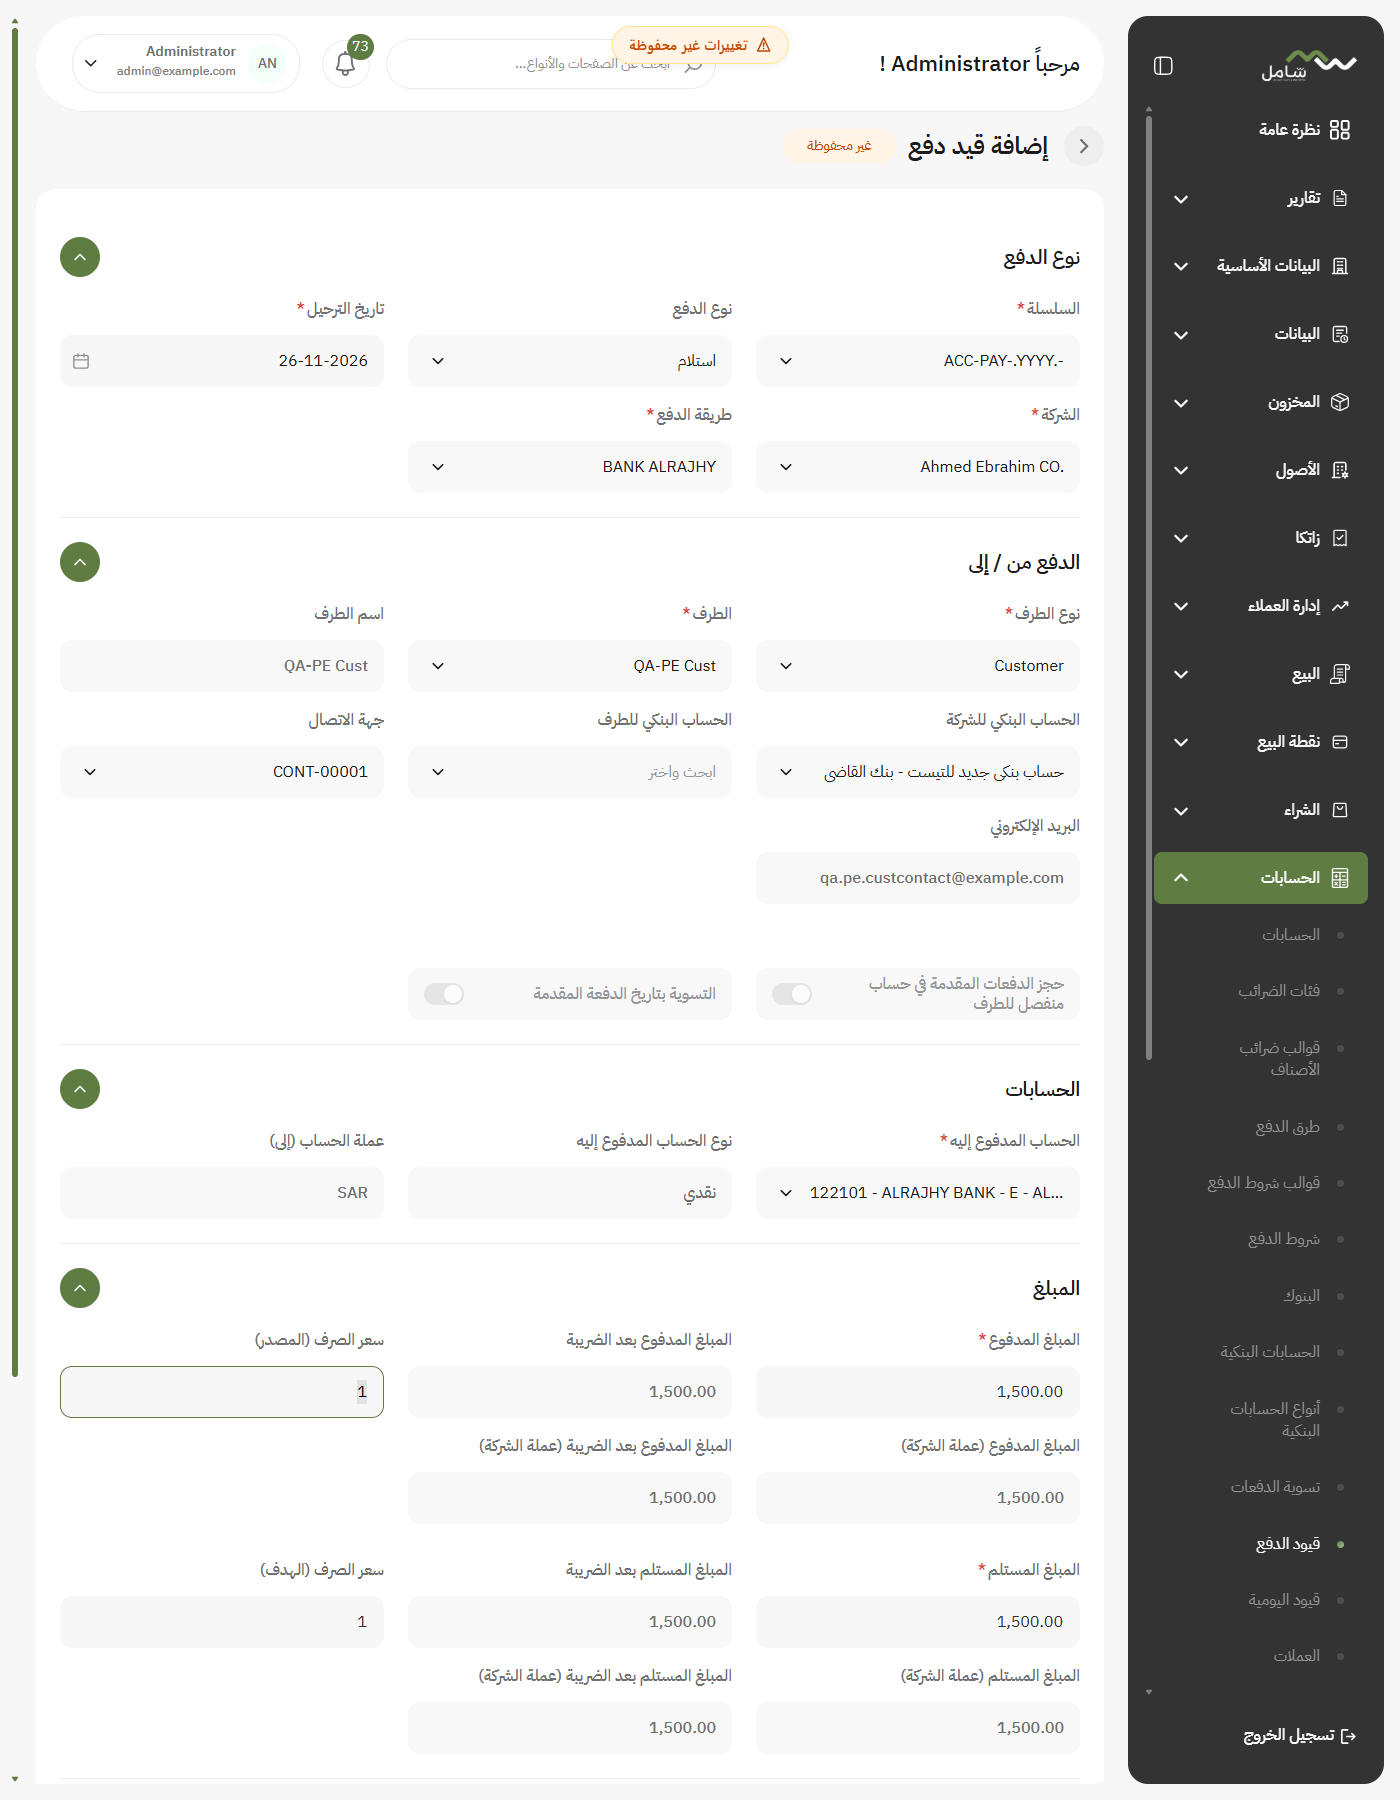 شامل
نظرة عامة
تقارير
البيانات الأساسية
البيانات
المخزون
الأصول
زاتكا
إدارة العملاء
البيع
نقطة البيع
الشراء
الحسابات
الحسابات
فئات الضرائب
قوالب ضرائب
الأصناف
طرق الدفع
قوالب شروط الدفع
شروط الدفع
البنوك
الحسابات البنكية
أنواع الحسابات
البنكية
تسوية الدفعات
قيود الدفع
قيود اليومية
العملات
تسجيل الخروج
مرحباً Administrator !
تغييرات غير محفوظة
ابحث عن الصفحات والأنواع...
73
AN
Administrator
admin@example.com
إضافة قيد دفع
غير محفوظة
نوع الدفع
السلسلة *
نوع الدفع
تاريخ الترحيل *
ACC-PAY-.YYYY.-
استلام
26-11-2026
الشركة *
طريقة الدفع *
Ahmed Ebrahim CO.
BANK ALRAJHY
الدفع من / إلى
نوع الطرف *
الطرف *
اسم الطرف
Customer
QA-PE Cust
QA-PE Cust
الحساب البنكي للشركة
الحساب البنكي للطرف
جهة الاتصال
حساب بنكى جديد للتيست - بنك القاضى
ابحث واختر
CONT-00001
البريد الإلكتروني
qa.pe.custcontact@example.com
حجز الدفعات المقدمة في حساب
منفصل للطرف
التسوية بتاريخ الدفعة المقدمة
الحسابات
الحساب المدفوع إليه *
نوع الحساب المدفوع إليه
عملة الحساب (إلى)
122101 - ALRAJHY BANK - E - AL...
نقدي
SAR
المبلغ
المبلغ المدفوع *
المبلغ المدفوع بعد الضريبة
سعر الصرف (المصدر)
1,500.00
1,500.00
1
المبلغ المدفوع (عملة الشركة)
المبلغ المدفوع بعد الضريبة (عملة الشركة)
1,500.00
1,500.00
المبلغ المستلم *
المبلغ المستلم بعد الضريبة
سعر الصرف (الهدف)
1,500.00
1,500.00
1
المبلغ المستلم (عملة الشركة)
المبلغ المستلم بعد الضريبة (عملة الشركة)
1,500.00
1,500.00